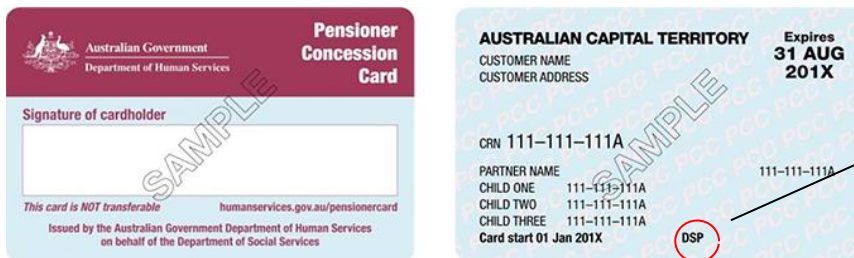 Australian Government
Department of Human Services
Pensioner
Concession
Card
Signature of cardholder
SAMPLE
This card is NOT transferable humanservices.gov.au/pensionercard
Issued by the Australian Government Department of Human Services
on behalf of the Department of Social Services
AUSTRALIAN CAPITAL TERRITORY
Expires
31 AUG
201X
CUSTOMER NAME
CUSTOMER ADDRESS
SAMPLE
CRN 111–111–111A
PARTNER NAME 111–111–111A
CHILD ONE 111–111–111A
CHILD TWO 111–111–111A
CHILD THREE 111–111–111A
Card start 01 Jan 201X DSP